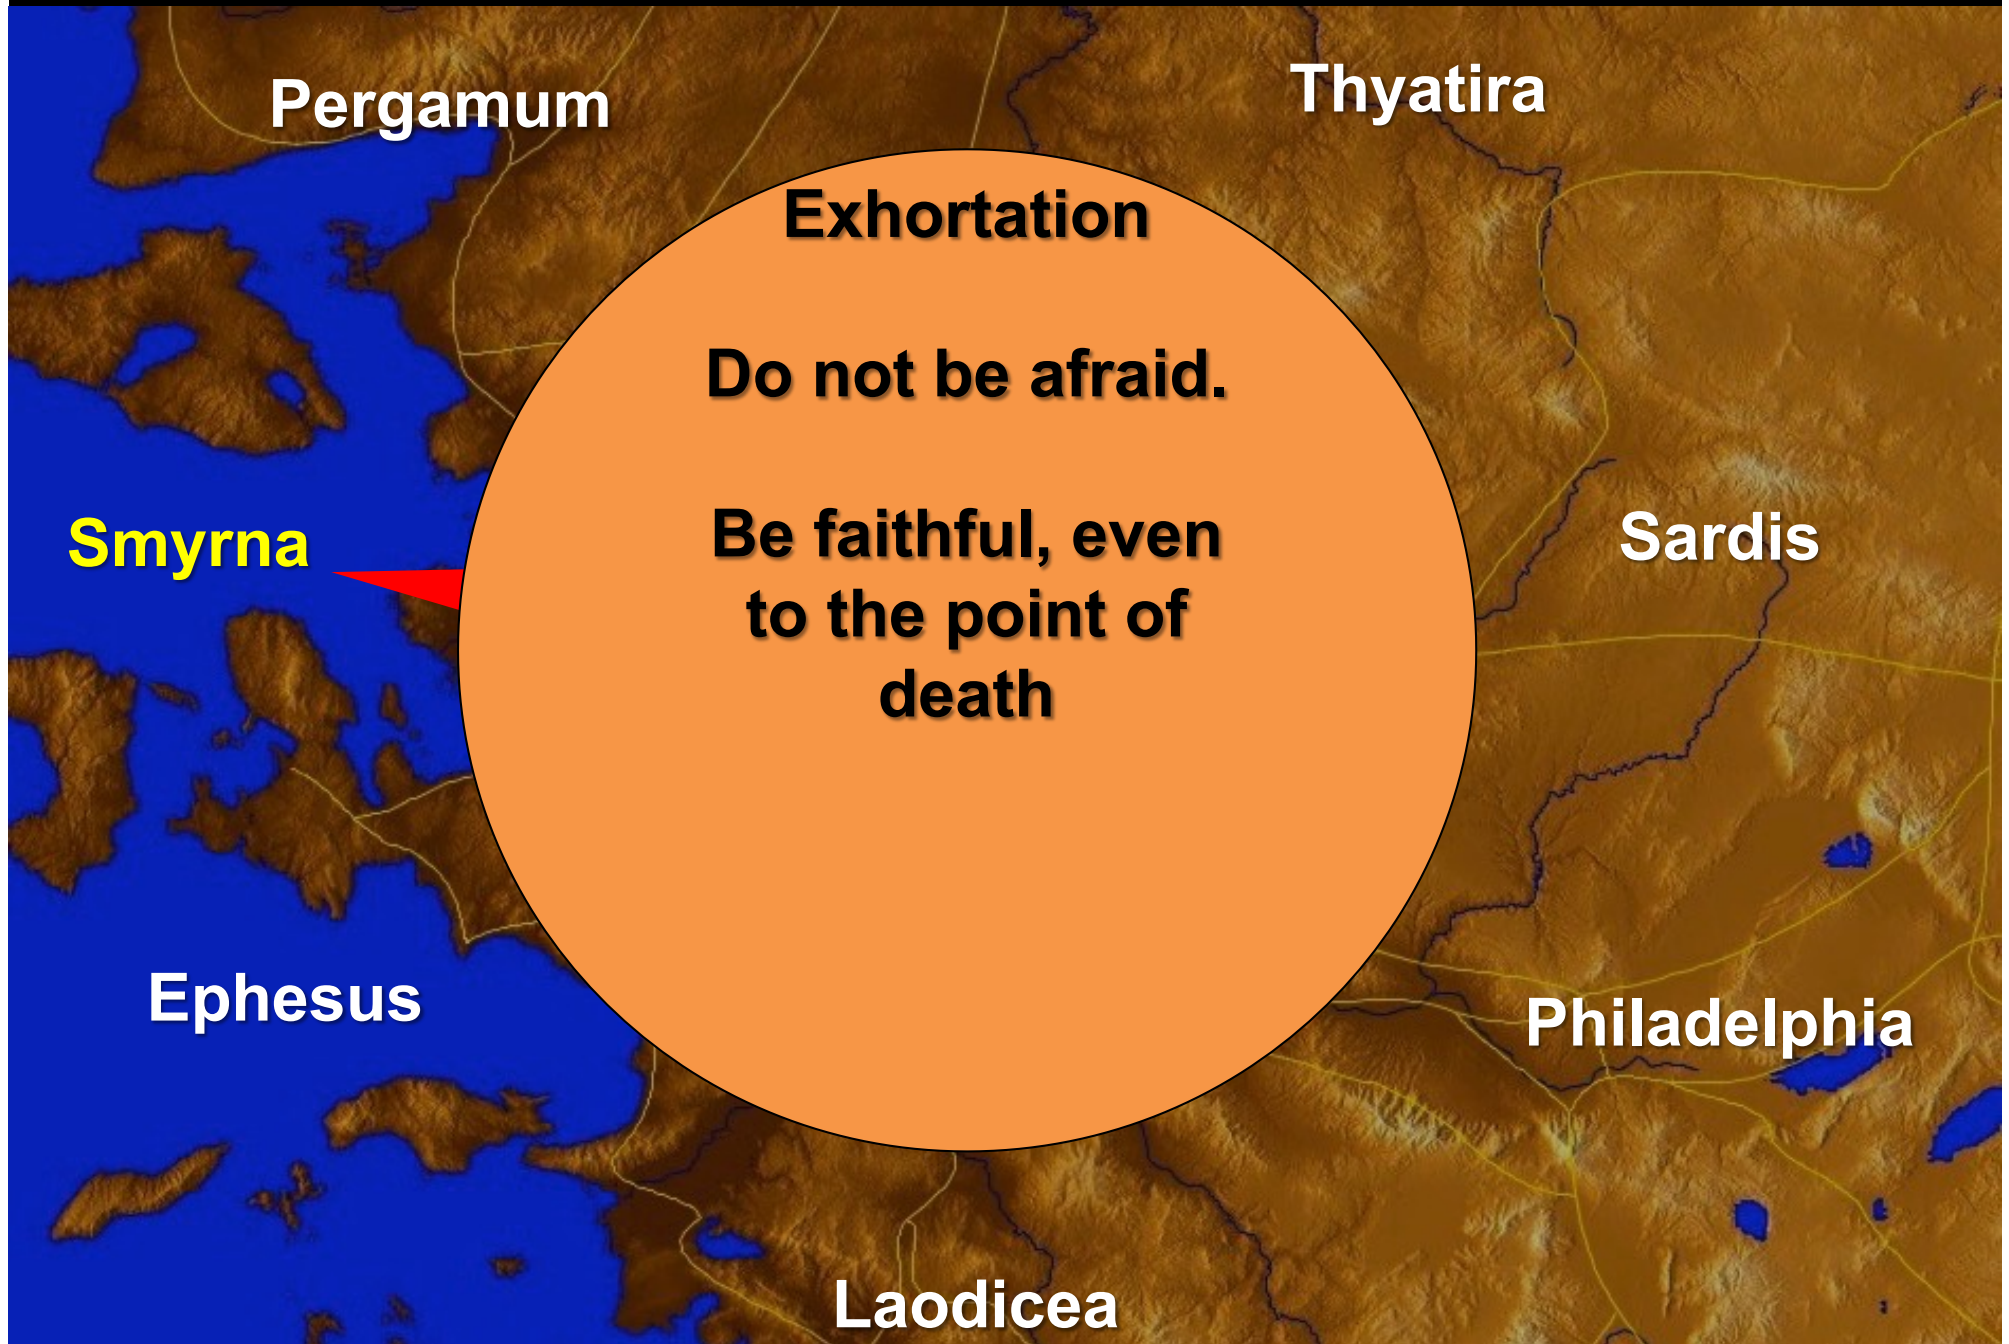 Pergamum
Thyatira
Exhortation
Do not be afraid.
Be faithful, even
to the point of
death
Smyrna
Sardis
Ephesus
Philadelphia
Laodicea